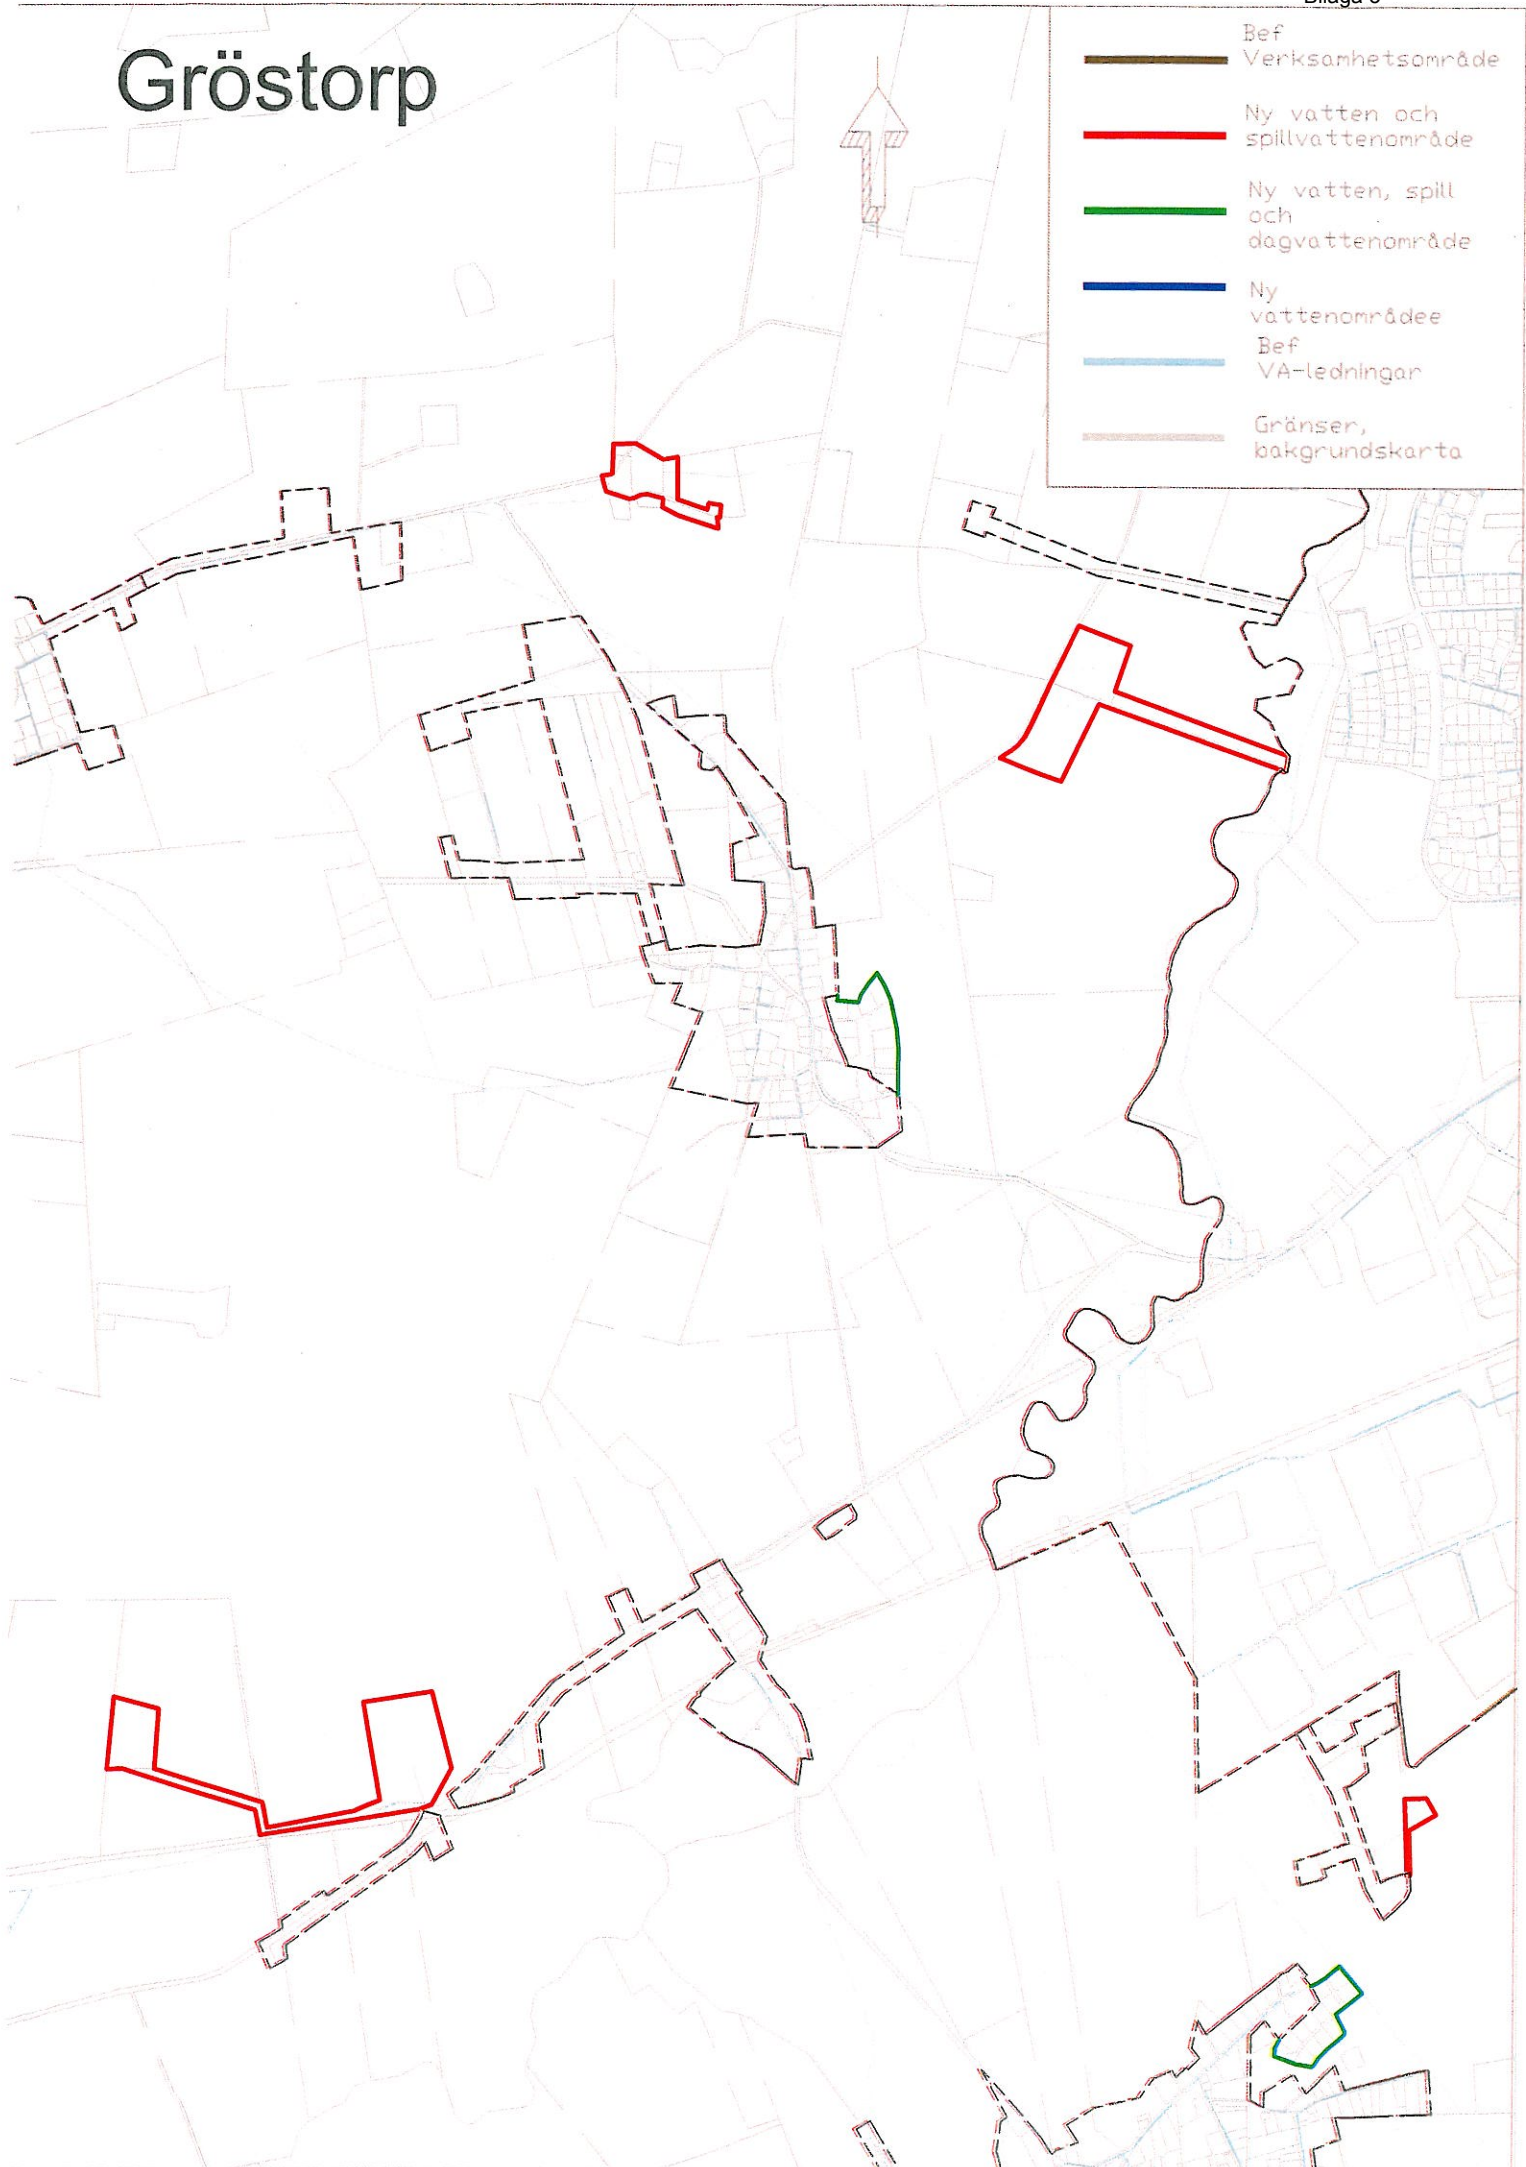 Bilaga
Gröstorp
Bef
Verksamhetsområde
Ny vatten och
spillvattenområde
Ny vatten, spill
och
dagvattenområde
Ny
vattenområdee
Bef
VA-ledningar
Gränser,
bakgrundskarta